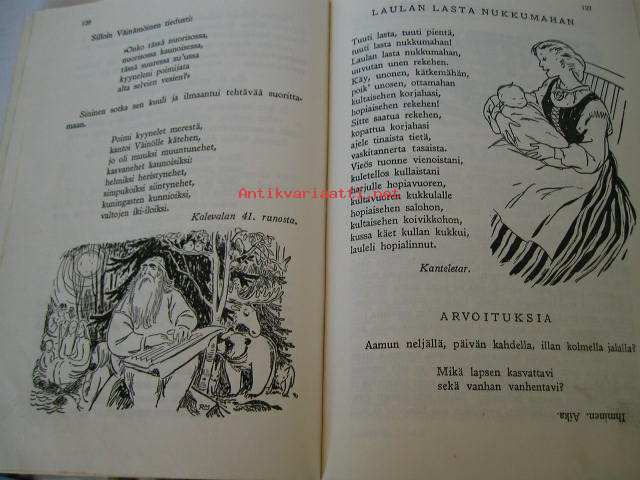 126
Silloin Väinämöinen tiedusti:
»Onko tässä nuorisossa,
nuorisossa kaunoisessa,
tässä suuressa su'ussa
kyyneleni poimijata
alta selvien vesien?»
Sininen sotka sen kuuli ja ilmaantui tehtävää suoritta-
maan.
Poimi kyynelet merestä,
kantoi Väinölle kätehen,
jo oli muuksi muuntunehet,
kasvanehet kaunoisiksi:
helmiksi heristynehet,
simpukoiksi siintynehet,
kuningasten kunnioiksi,
valtojen iki-iloiksi.
Kalevalan 41. runosta.
127
LAULAN LASTA NUKKUMAHAN
Tuuti lasta, tuuti pientä,
tuuti lasta nukkumahan!
Laulan lasta nukkumahan,
uuvutan unen rekehen.
Käy, unonen, kätkemähän,
poik' unosen, ottamahan
kultaisehen korjahasi,
hopiaisehen rekehen!
Sitte saatua rekehen,
kopattua korjahasi
ajele tinaista tietä,
vaskitannerta tasaista.
Vieös tuonne vienoistani,
kuletellos kullaistani
harjulle hopiavuoren,
kultavuoren kukkulalle
hopiaisehen salohon,
kultaisehen koivikkohon,
kussa käet kullan kukkui,
lauleli hopialinnut.
Kanteletar.
ARVOITUKSIA
Aamun neljällä, päivän kahdella, illan kolmella jalalla?
Mikä lapsen kasvattavi
sekä vanhan vanhentavi?
Ihminen. Aika.
Antikvariaatti.net